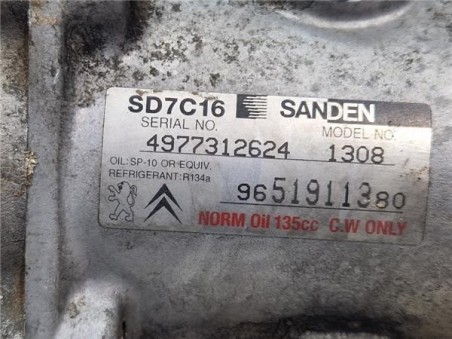 SD7C16 SANDEN
SERIAL NO. MODEL NO.
4977312624 1308
OIL: SP-10 OR EQUIV.
REFRIGERANT: R134a
9651911380
NORM Oil 135cc C.W ONLY